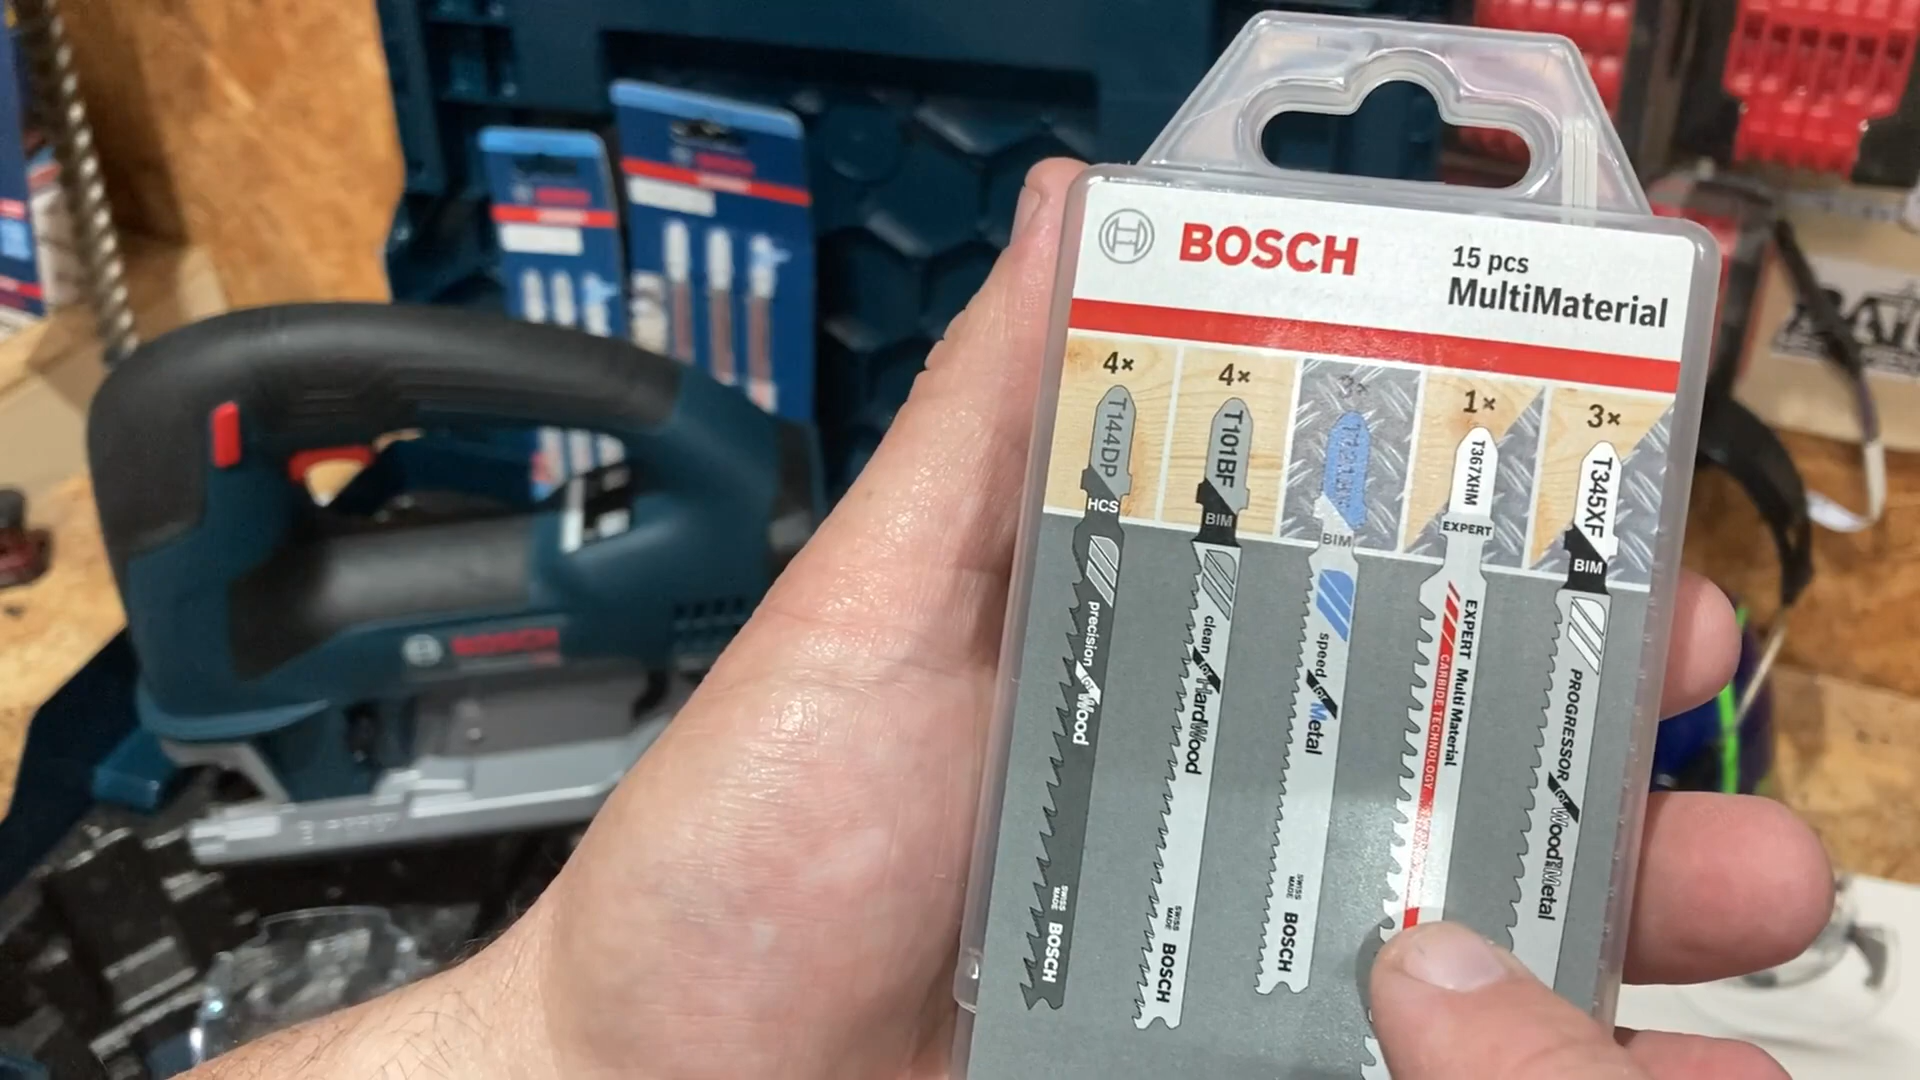 BOSCH
15 pcs
MultiMaterial
4×
4×
3×
1×
3×
T144DP
T101BF
T367XHM
T345XF
HCS
BIM
BIM
EXPERT
BIM
precision for Wood
clean for HardWood
speed for Metal
EXPERT Multi Material
CARBIDE TECHNOLOGY
PROGRESSOR for Wood and Metal
SWISS MADE BOSCH
SWISS MADE BOSCH
SWISS MADE BOSCH
BOSCH